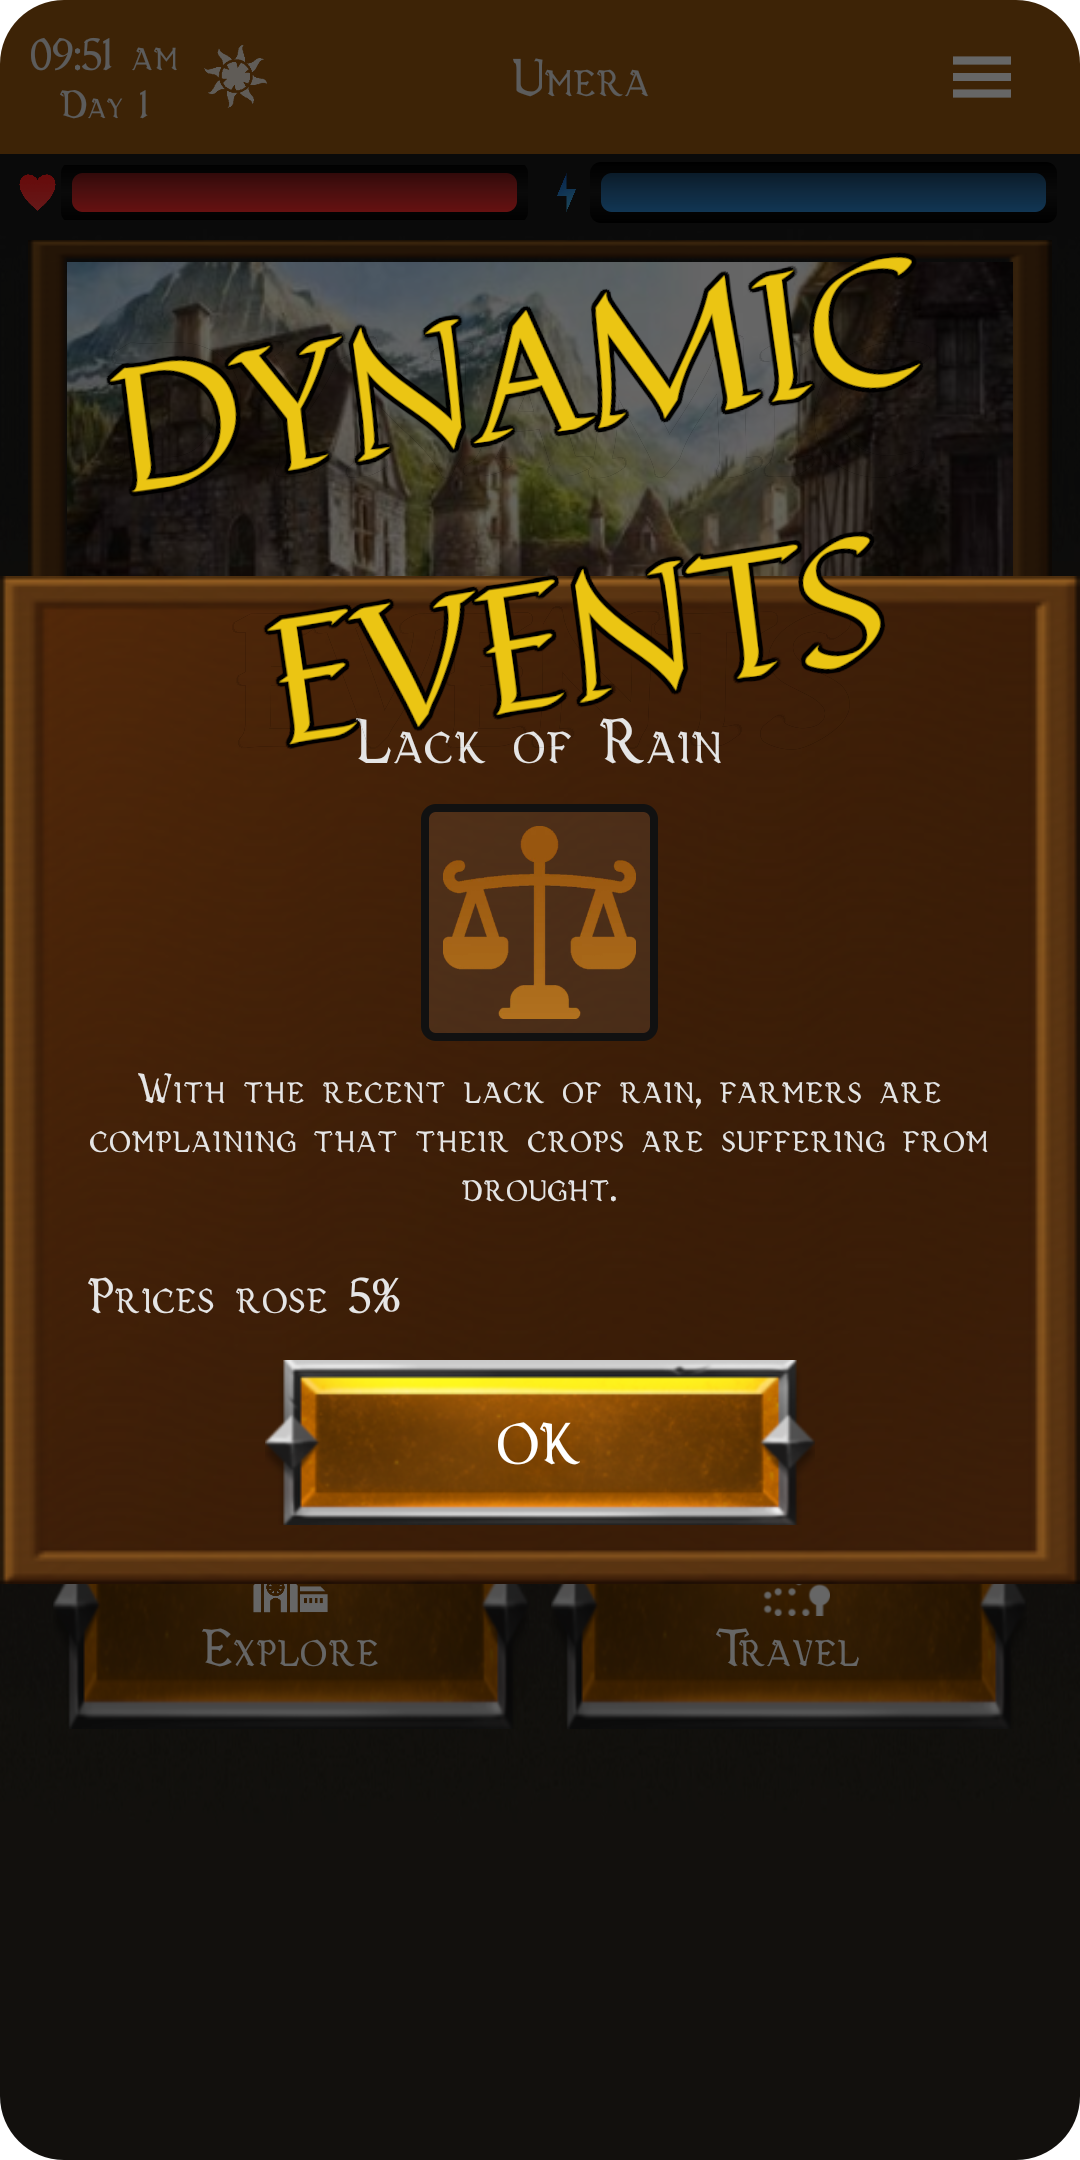 09:51 AM
Day 1
Umera
DYNAMIC
EVENTS
Lack of Rain
With the recent lack of rain, farmers are
complaining that their crops are suffering from
drought.
Prices rose 5%
OK
Explore
Travel